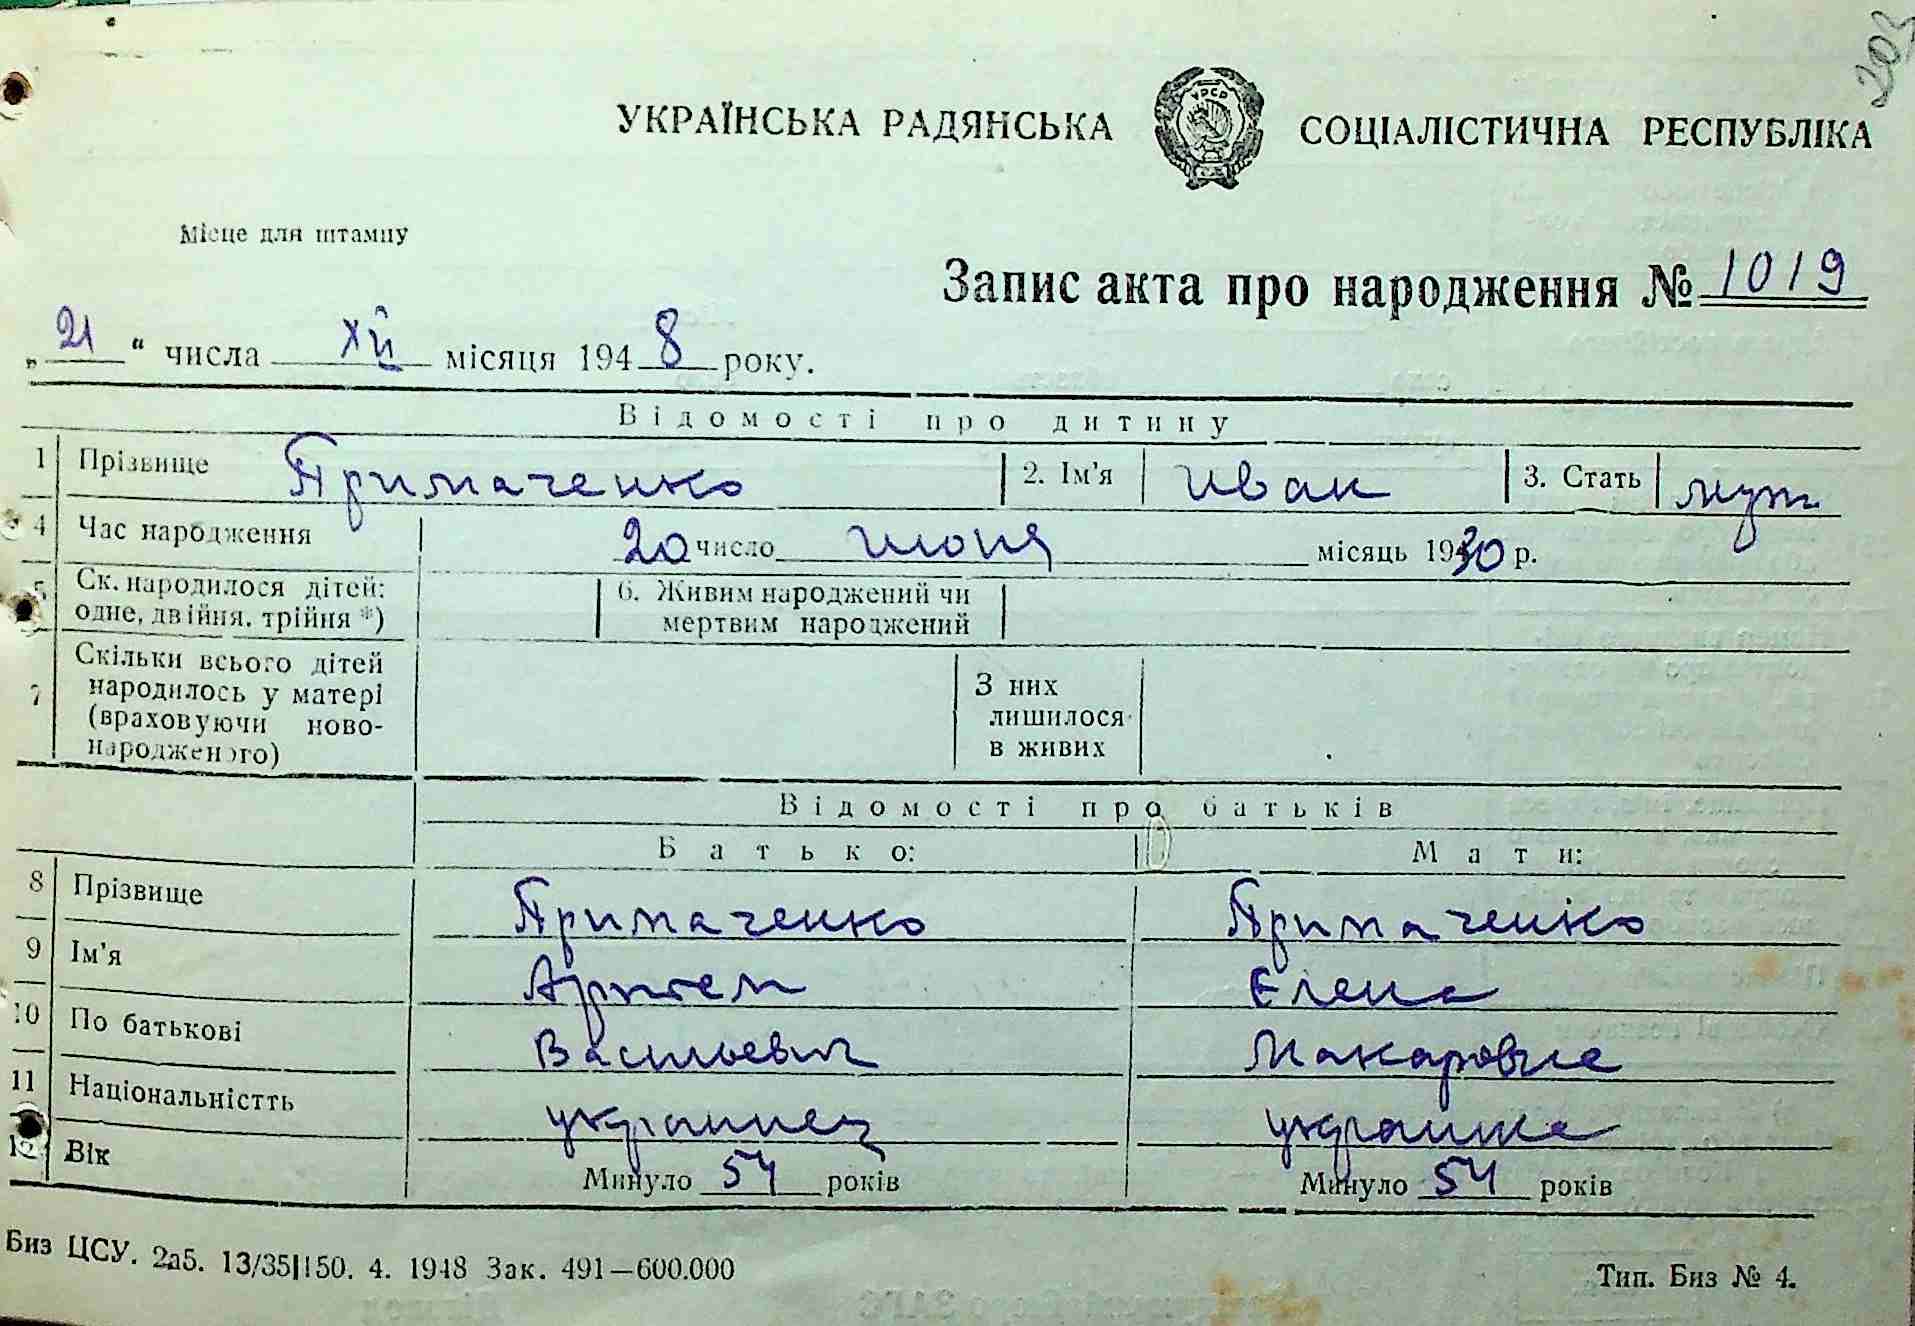 203
УКРАЇНСЬКА РАДЯНСЬКА СОЦІАЛІСТИЧНА РЕСПУБЛІКА
УРСР
Місце для штампу
Запис акта про народження № 1019
„21“ числа XII місяця 1948 року.
Відомості про дитину
1 Прізвище Примаченко 2. Ім'я Иван 3. Стать муж
4 Час народження 20 число июня місяць 1930 р.
5 Ск. народилося дітей: 6. Живим народжений чи
одне, двійня, трійня *) мертвим народжений
Скільки всього дітей
7 народилось у матері З них
(враховуючи ново- лишилося
народженого) в живих
Відомості про батьків
Батько: Мати:
8 Прізвище Примаченко Примаченко
9 Ім'я Артем Елена
10 По батькові Васильевич Макаровна
11 Національністть украинец украинка
12 Вік Минуло 54 років Минуло 54 років
Биз ЦСУ. 2а5. 13/35|150. 4. 1948 Зак. 491—600.000 Тип. Биз № 4.